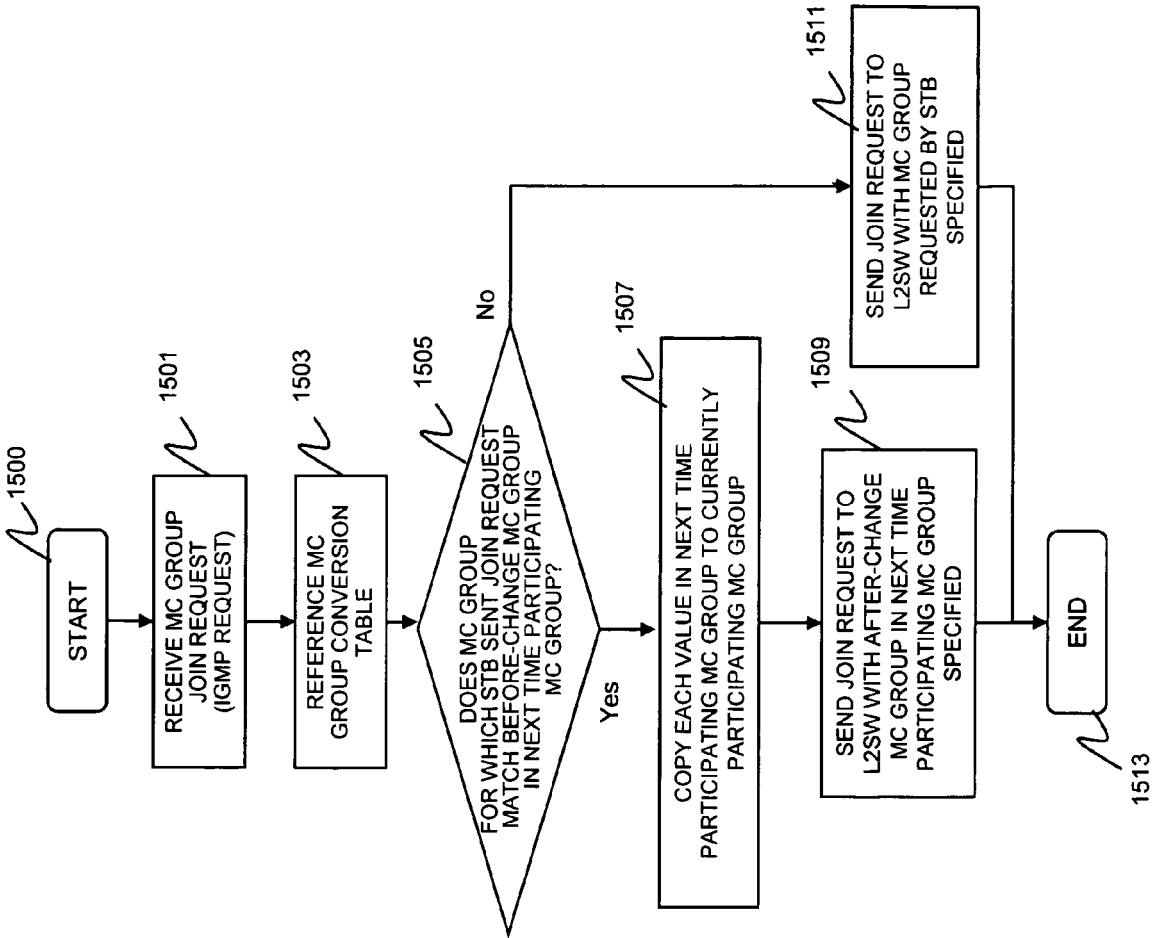 START
1500
RECEIVE MC GROUP
JOIN REQUEST
(IGMP REQUEST)
1501
REFERENCE MC
GROUP CONVERSION
TABLE
1503
DOES MC GROUP
FOR WHICH STB SENT JOIN REQUEST
MATCH BEFORE-CHANGE MC GROUP
IN NEXT TIME PARTICIPATING
MC GROUP?
1505
No
Yes
COPY EACH VALUE IN NEXT TIME
PARTICIPATING MC GROUP TO CURRENTLY
PARTICIPATING MC GROUP
1507
SEND JOIN REQUEST TO
L2SW WITH AFTER-CHANGE
MC GROUP IN NEXT TIME
PARTICIPATING MC GROUP
SPECIFIED
1509
SEND JOIN REQUEST TO
L2SW WITH MC GROUP
REQUESTED BY STB
SPECIFIED
1511
END
1513